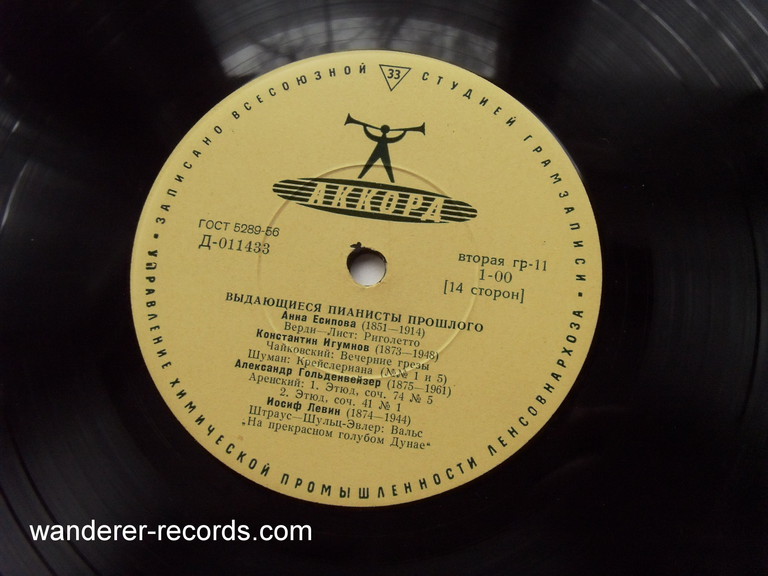 ЗАПИСАНО ВСЕСОЮЗНОЙ 33 СТУДИЕЙ ГРАМЗАПИСИ •
УПРАВЛЕНИЕ ХИМИЧЕСКОЙ ПРОМЫШЛЕННОСТИ ЛЕНСОВНАРХОЗА •
АККОРД
ГОСТ 5289-56
Д-011433
вторая гр-11
1-00
[14 сторон]
ВЫДАЮЩИЕСЯ ПИАНИСТЫ ПРОШЛОГО
Анна Есипова (1851—1914)
Верди—Лист: Риголетто
Константин Игумнов (1873—1948)
Чайковский: Вечерние грезы
Шуман: Крейслериана (№№ 1 и 5)
Александр Гольденвейзер (1875—1961)
Аренский: 1. Этюд, соч. 74 № 5
2. Этюд, соч. 41 № 1
Иосиф Левин (1874—1944)
Штраус—Шульц-Эвлер: Вальс
„На прекрасном голубом Дунае“
wanderer-records.com